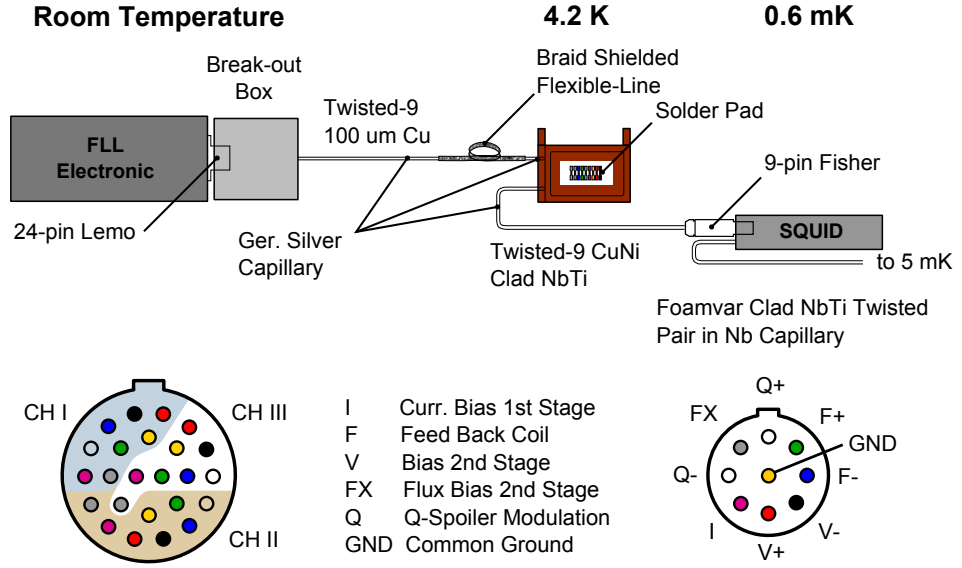 Room Temperature
4.2 K
0.6 mK
Break-out
Box
Braid Shielded
Flexible-Line
Twisted-9
100 um Cu
Solder Pad
FLL
Electronic
9-pin Fisher
24-pin Lemo
Ger. Silver
Capillary
Twisted-9 CuNi
Clad NbTi
SQUID
to 5 mK
Foamvar Clad NbTi Twisted
Pair in Nb Capillary
CH I
CH III
CH II
I Curr. Bias 1st Stage
F Feed Back Coil
V Bias 2nd Stage
FX Flux Bias 2nd Stage
Q Q-Spoiler Modulation
GND Common Ground
Q+
FX
F+
GND
Q-
F-
I
V-
V+